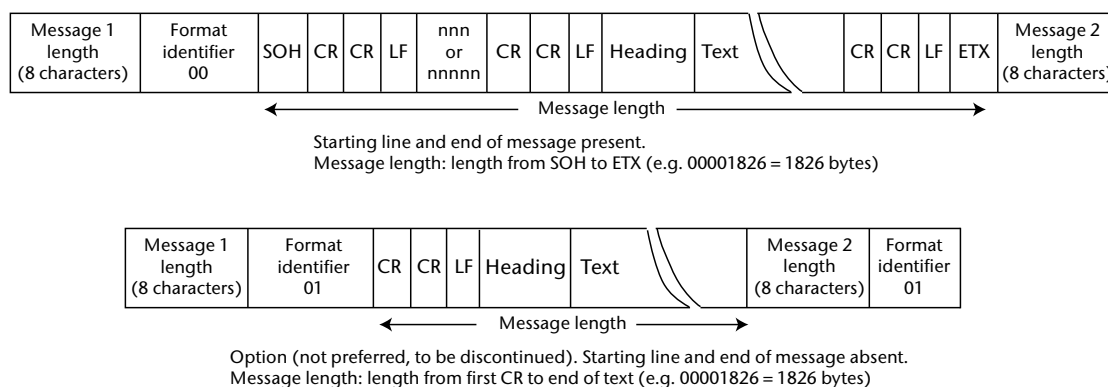 Message 1 length (8 characters)
Format identifier 00
SOH
CR
CR
LF
nnn or nnnnn
CR
CR
LF
Heading
Text
CR
CR
LF
ETX
Message 2 length (8 characters)
Message length
Starting line and end of message present.
Message length: length from SOH to ETX (e.g. 00001826 = 1826 bytes)
Message 1 length (8 characters)
Format identifier 01
CR
CR
LF
Heading
Text
Message 2 length (8 characters)
Format identifier 01
Message length
Option (not preferred, to be discontinued). Starting line and end of message absent.
Message length: length from first CR to end of text (e.g. 00001826 = 1826 bytes)